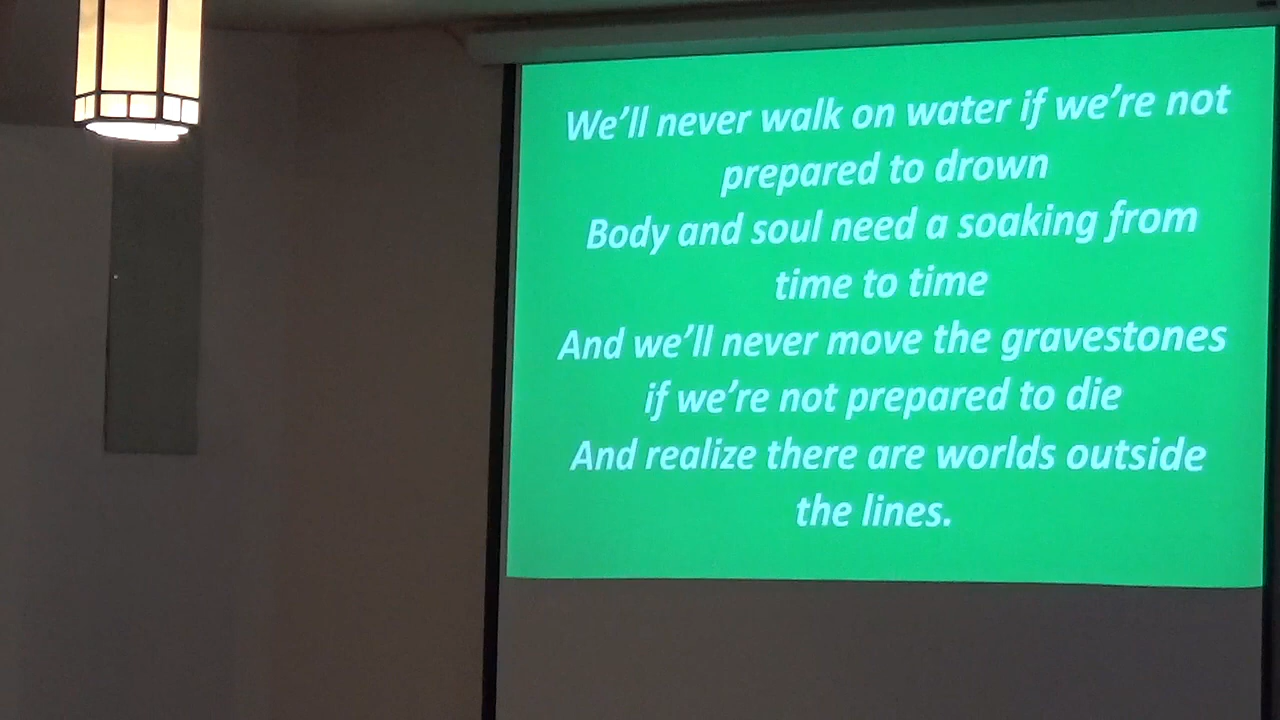 We'll never walk on water if we're not
prepared to drown
Body and soul need a soaking from
time to time
And we'll never move the gravestones
if we're not prepared to die
And realize there are worlds outside
the lines.